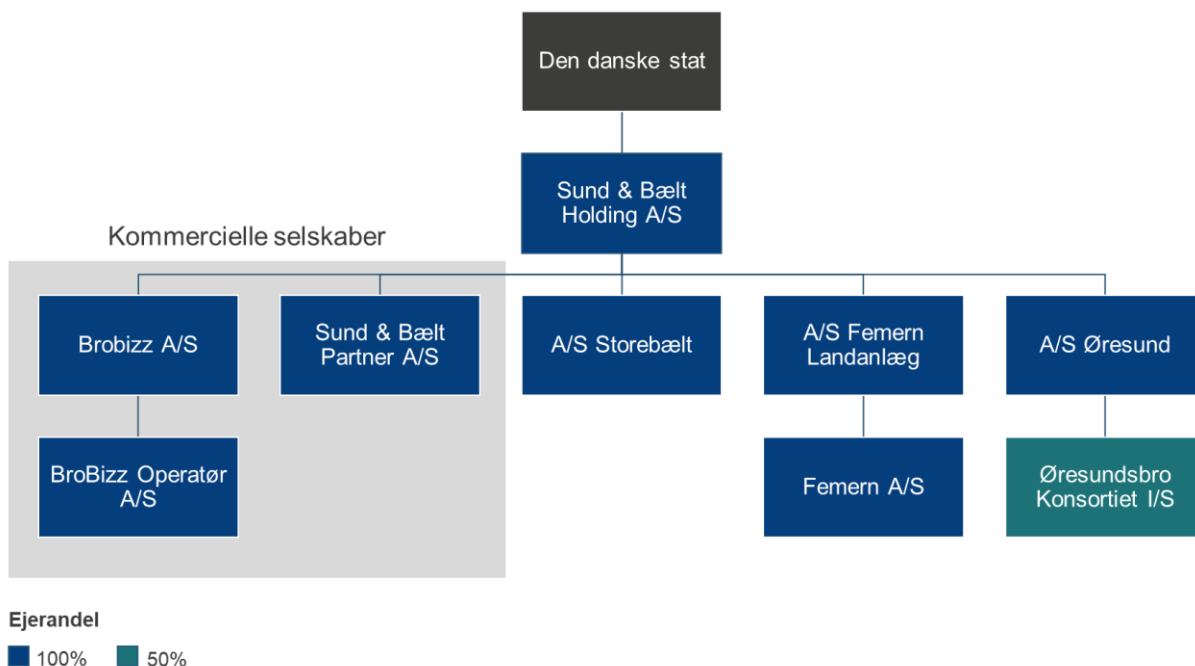 Den danske stat
Sund & Bælt
Holding A/S
Kommercielle selskaber
Brobizz A/S
Sund & Bælt
Partner A/S
A/S Storebælt
A/S Femern
Landanlæg
A/S Øresund
BroBizz Operatør
A/S
Femern A/S
Øresundsbro
Konsortiet I/S
Ejerandel
100%
50%